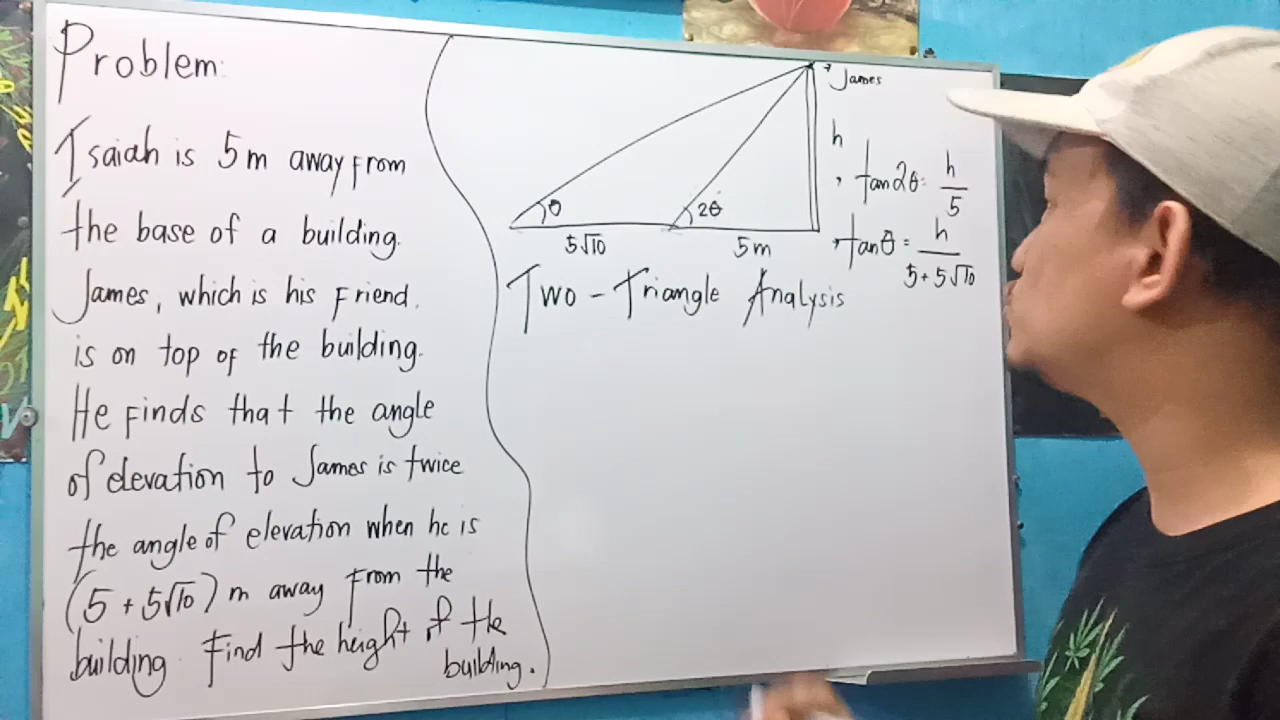 Problem:
Isaiah is 5m away from
the base of a building.
James, which is his friend,
is on top of the building.
He finds that the angle
of elevation to James is twice
the angle of elevation when he is
(5 + 5√10) m away from the
building. Find the height of the
building.
James
h
θ
2θ
5√10
5m
tan2θ = h/5
tanθ = h/(5+5√10)
Two - Triangle Analysis